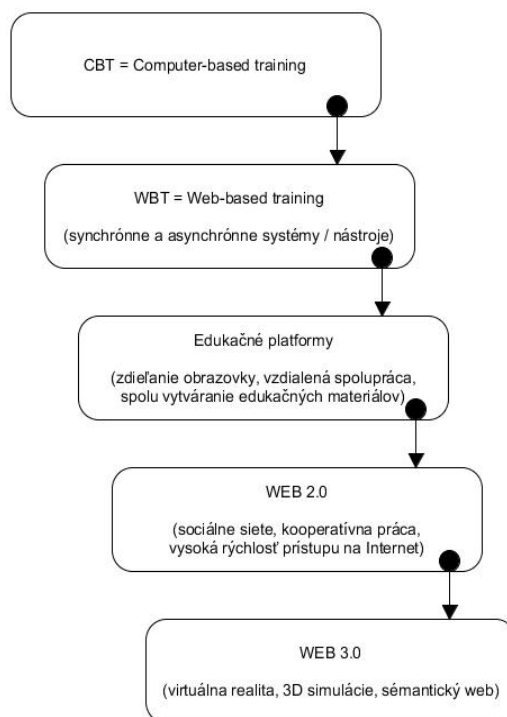 CBT = Computer-based training
WBT = Web-based training
(synchrónne a asynchrónne systémy / nástroje)
Edukačné platformy
(zdieľanie obrazovky, vzdialená spolupráca,
spolu vytváranie edukačných materiálov)
WEB 2.0
(sociálne siete, kooperatívna práca,
vysoká rýchlosť prístupu na Internet)
WEB 3.0
(virtuálna realita, 3D simulácie, sémantický web)